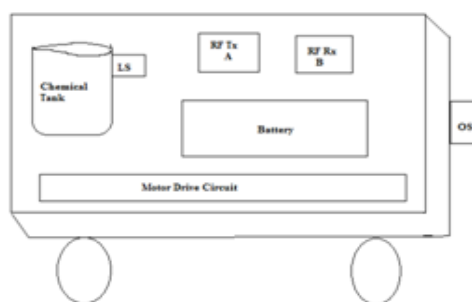 RF Tx
A
RF Rx
B
LS
Chemical
Tank
OS
Battery
Motor Drive Circuit